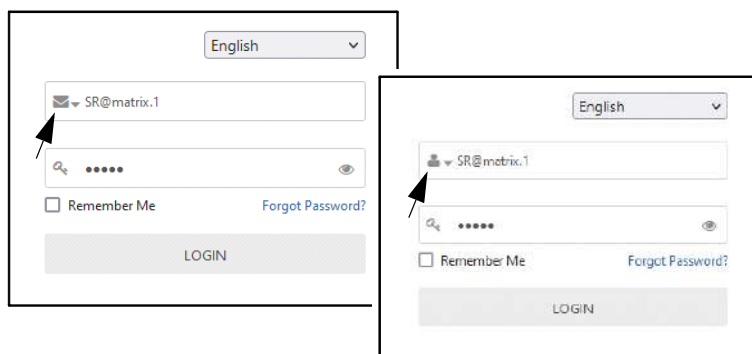 English
SR@matrix.1
•••••
Remember Me Forgot Password?
LOGIN
English
SR@matrix.1
•••••
Remember Me Forgot Password?
LOGIN